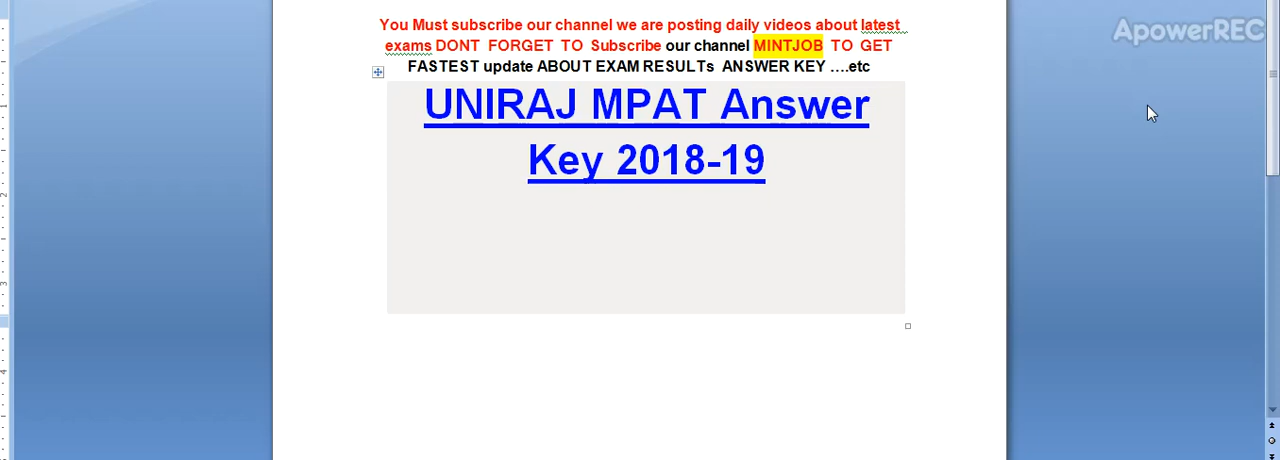 ApowerREC
You Must subscribe our channel we are posting daily videos about latest
exams DONT FORGET TO Subscribe our channel MINTJOB TO GET
FASTEST update ABOUT EXAM RESULTs ANSWER KEY ....etc
UNIRAJ MPAT Answer
Key 2018-19